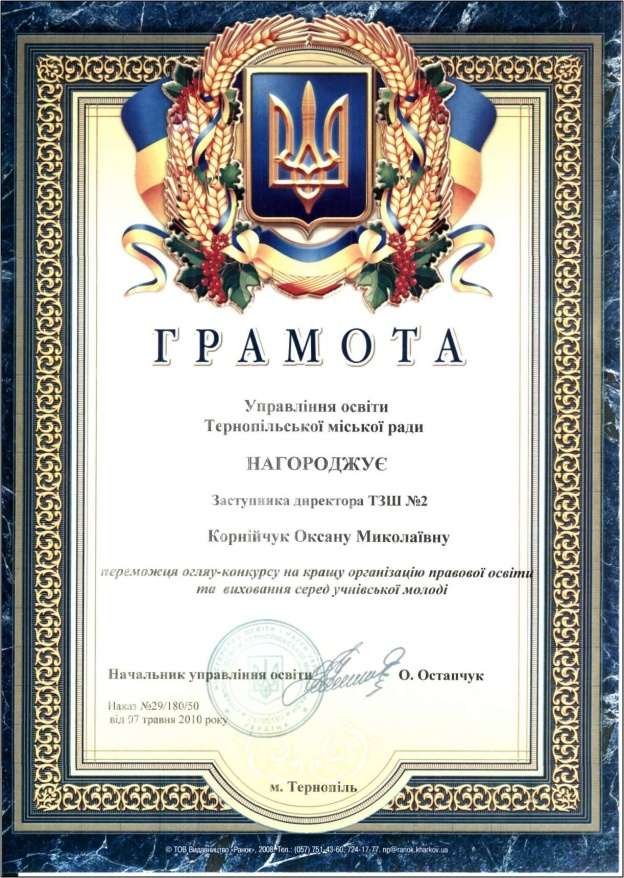 ГРАМОТА
Управління освіти
Тернопільської міської ради
НАГОРОДЖУЄ
Заступника директора ТЗШ №2
Корнійчук Оксану Миколаївну
переможця огляу-конкурсу на кращу організацію правової освіти
та виховання серед учнівської молоді
Начальник управління освіти О. Остапчук
Наказ №29/180/50
від 07 травня 2010 року
УКРАЇНА
м. Тернопіль
© ТОВ Видавництво «Ранок», 2008. Тел.: (057) 751-43-60, 724-17-77. np@ranok.kharkov.ua